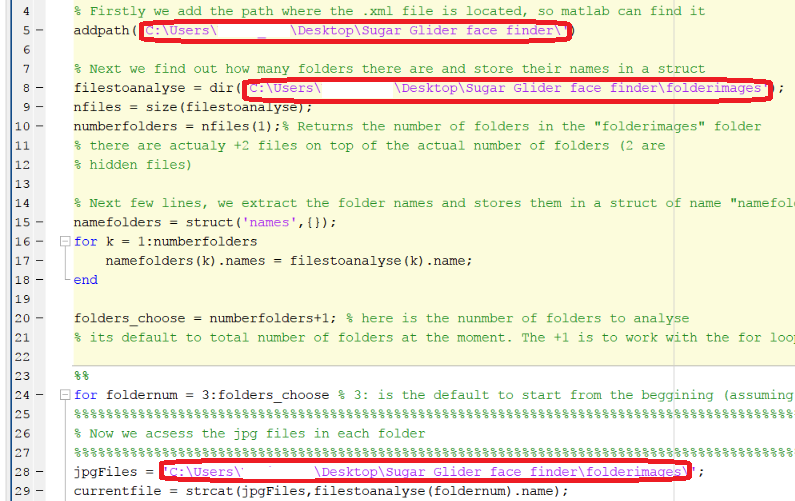 4 % Firstly we add the path where the .xml file is located, so matlab can find it
5 – addpath('C:\Users\ _ \Desktop\Sugar Glider face finder\')
6
7 % Next we find out how many folders there are and store their names in a struct
8 – filestoanalyse = dir('C:\Users\ \Desktop\Sugar Glider face finder\folderimages');
9 – nfiles = size(filestoanalyse);
10 – numberfolders = nfiles(1);% Returns the number of folders in the "folderimages" folder
11 % there are actualy +2 files on top of the actual number of folders (2 are
12 % hidden files)
13
14 % Next few lines, we extract the folder names and stores them in a struct of name "namefol
15 – namefolders = struct('names',{});
16 – for k = 1:numberfolders
17 – namefolders(k).names = filestoanalyse(k).name;
18 – end
19
20 – folders_choose = numberfolders+1; % here is the nunmber of folders to analyse
21 % its default to total number of folders at the moment. The +1 is to work with the for loo
22
23 %%
24 – for foldernum = 3:folders_choose % 3: is the default to start from the beggining (assuming
25 %%%%%%%%%%%%%%%%%%%%%%%%%%%%%%%%%%%%%%%%%%%%%%%%%%%%%%%%%%%%%%%%%%%%%%%%%%%%%%%%%%%%%%%%%%
26 % Now we acsess the jpg files in each folder
27 %%%%%%%%%%%%%%%%%%%%%%%%%%%%%%%%%%%%%%%%%%%%%%%%%%%%%%%%%%%%%%%%%%%%%%%%%%%%%%%%%%%%%%%%%%
28 – jpgFiles = 'C:\Users\ \Desktop\Sugar Glider face finder\folderimages\';
29 – currentfile = strcat(jpgFiles,filestoanalyse(foldernum).name);